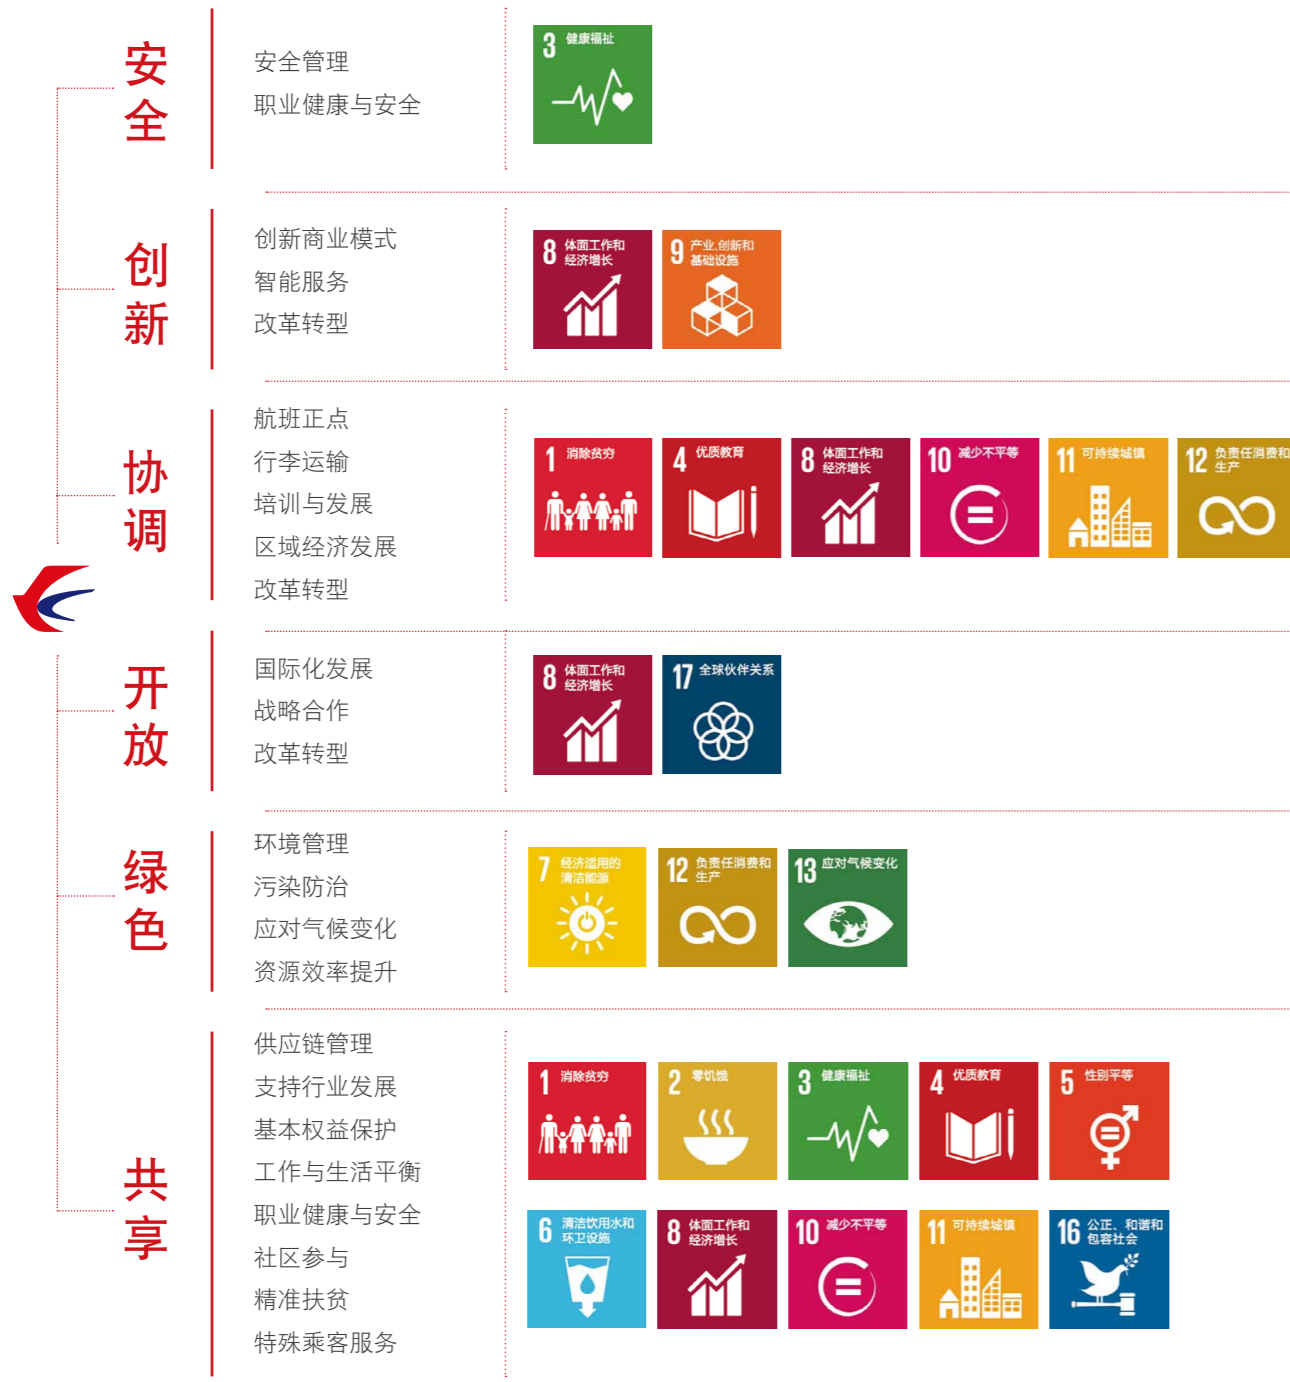 安全
安全管理
职业健康与安全
3 健康福祉
创新
创新商业模式
智能服务
改革转型
8 体面工作和
经济增长
9 产业、创新和
基础设施
协调
航班正点
行李运输
培训与发展
区域经济发展
改革转型
1 消除贫穷
4 优质教育
8 体面工作和
经济增长
10 减少不平等
11 可持续城镇
12 负责任消费和
生产
开放
国际化发展
战略合作
改革转型
8 体面工作和
经济增长
17 全球伙伴关系
绿色
环境管理
污染防治
应对气候变化
资源效率提升
7 经济适用的
清洁能源
12 负责任消费和
生产
13 应对气候变化
共享
供应链管理
支持行业发展
基本权益保护
工作与生活平衡
职业健康与安全
社区参与
精准扶贫
特殊乘客服务
1 消除贫穷
2 零饥饿
3 健康福祉
4 优质教育
5 性别平等
6 清洁饮用水和
环卫设施
8 体面工作和
经济增长
10 减少不平等
11 可持续城镇
16 公正、和谐和
包容社会